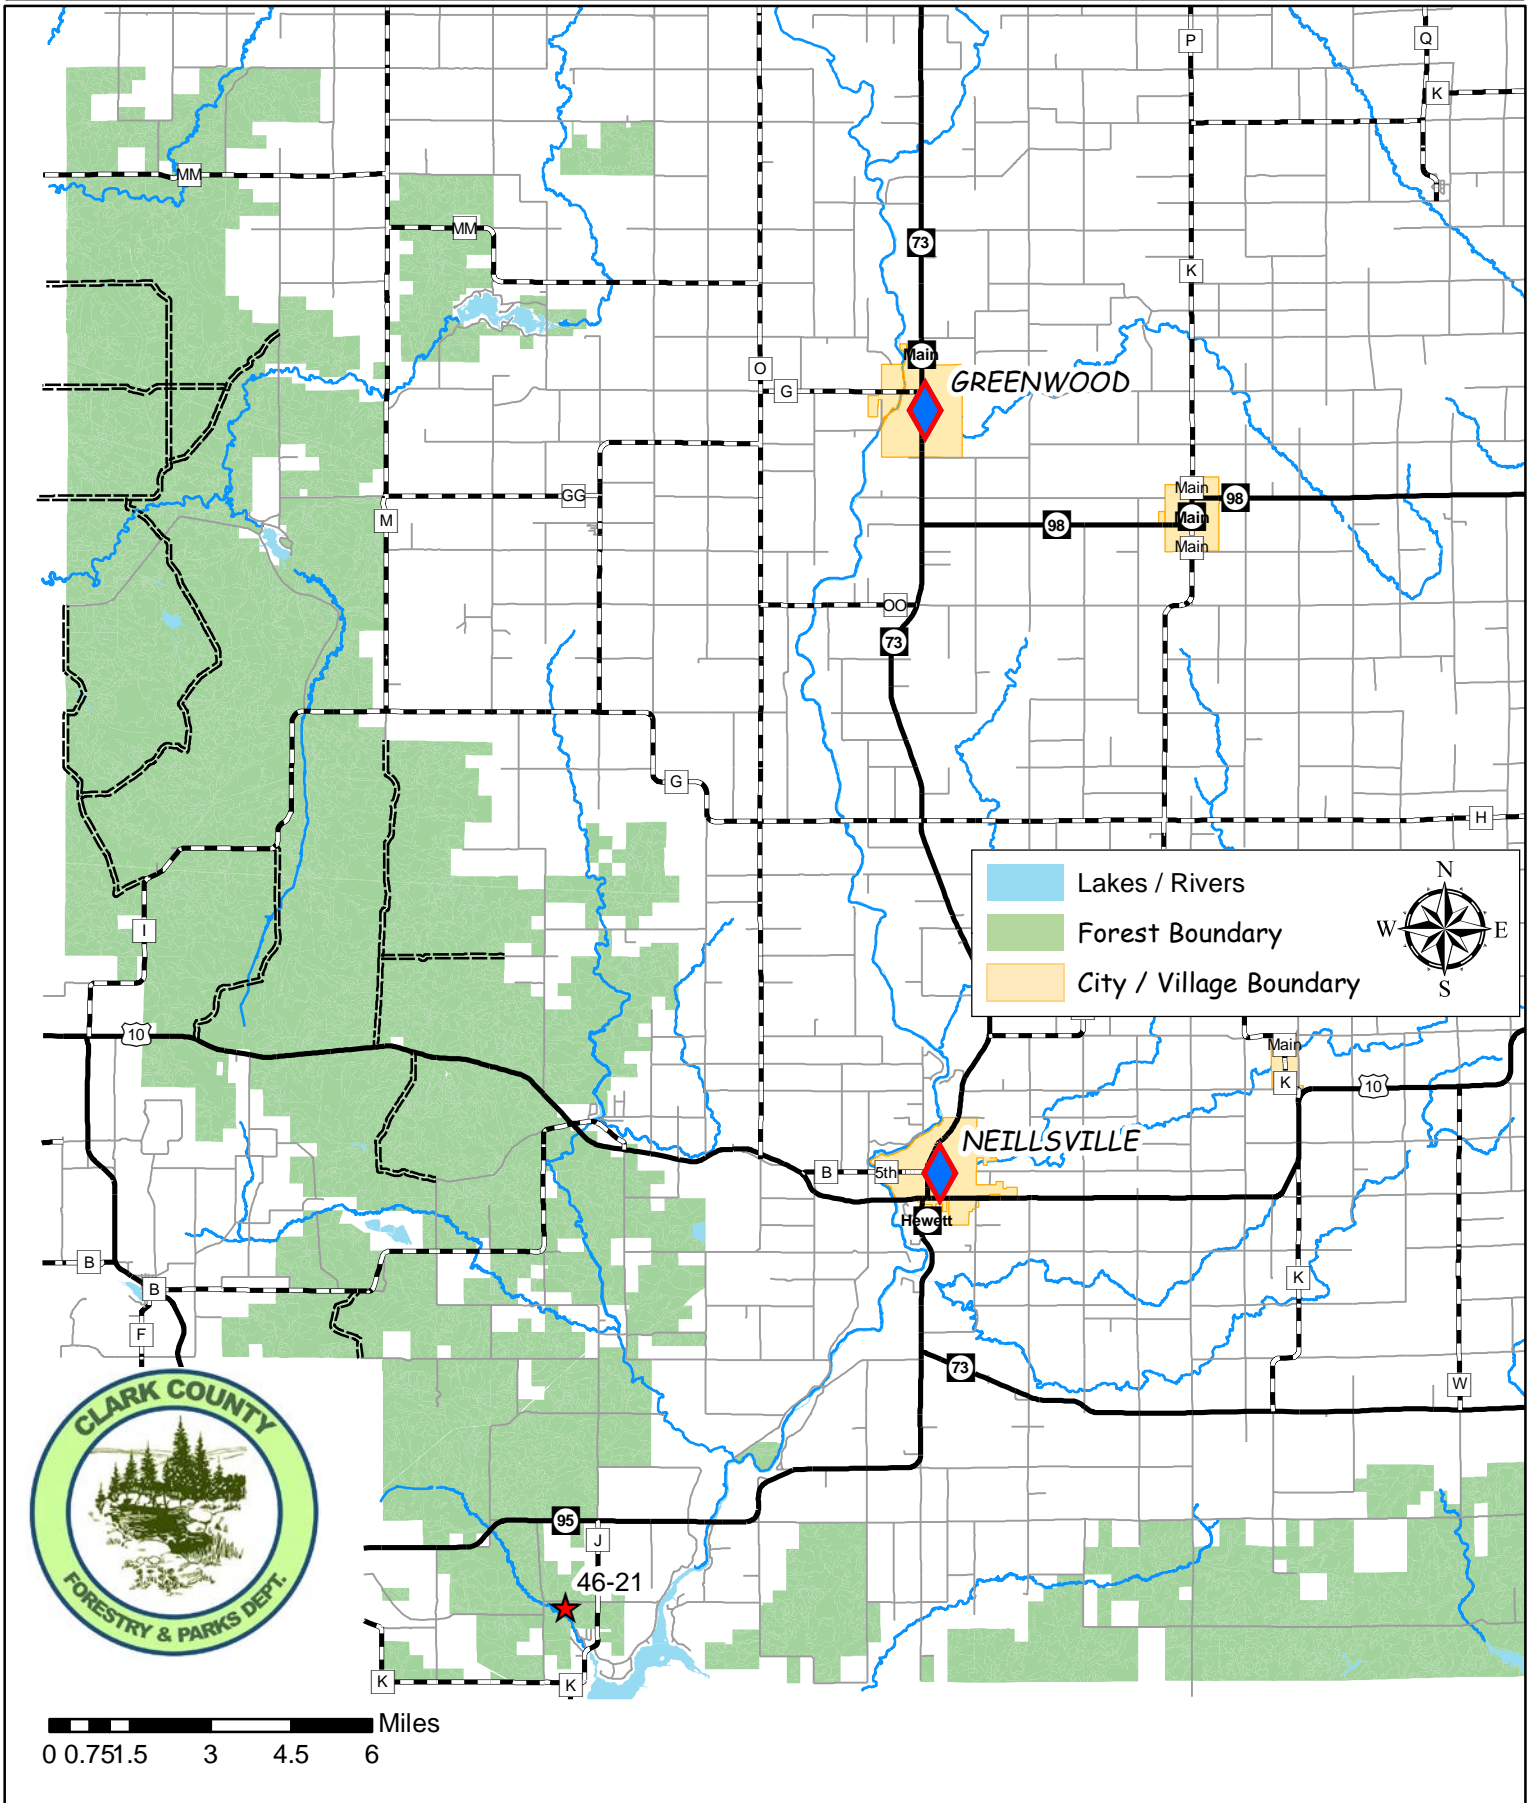 P
Q
K
MM
MM
73
K
Main
O
G
GREENWOOD
Main
98
GG
M
98
Main
Main
OO
73
G
H
Lakes / Rivers
Forest Boundary
City / Village Boundary
N
W
E
S
I
10
Main
K
10
NEILLSVILLE
B
5th
Hewett
B
B
K
F
73
W
CLARK COUNTY
FORESTRY & PARKS DEPT.
95
J
46-21
K
K
Miles
0 0.75 1.5 3 4.5 6